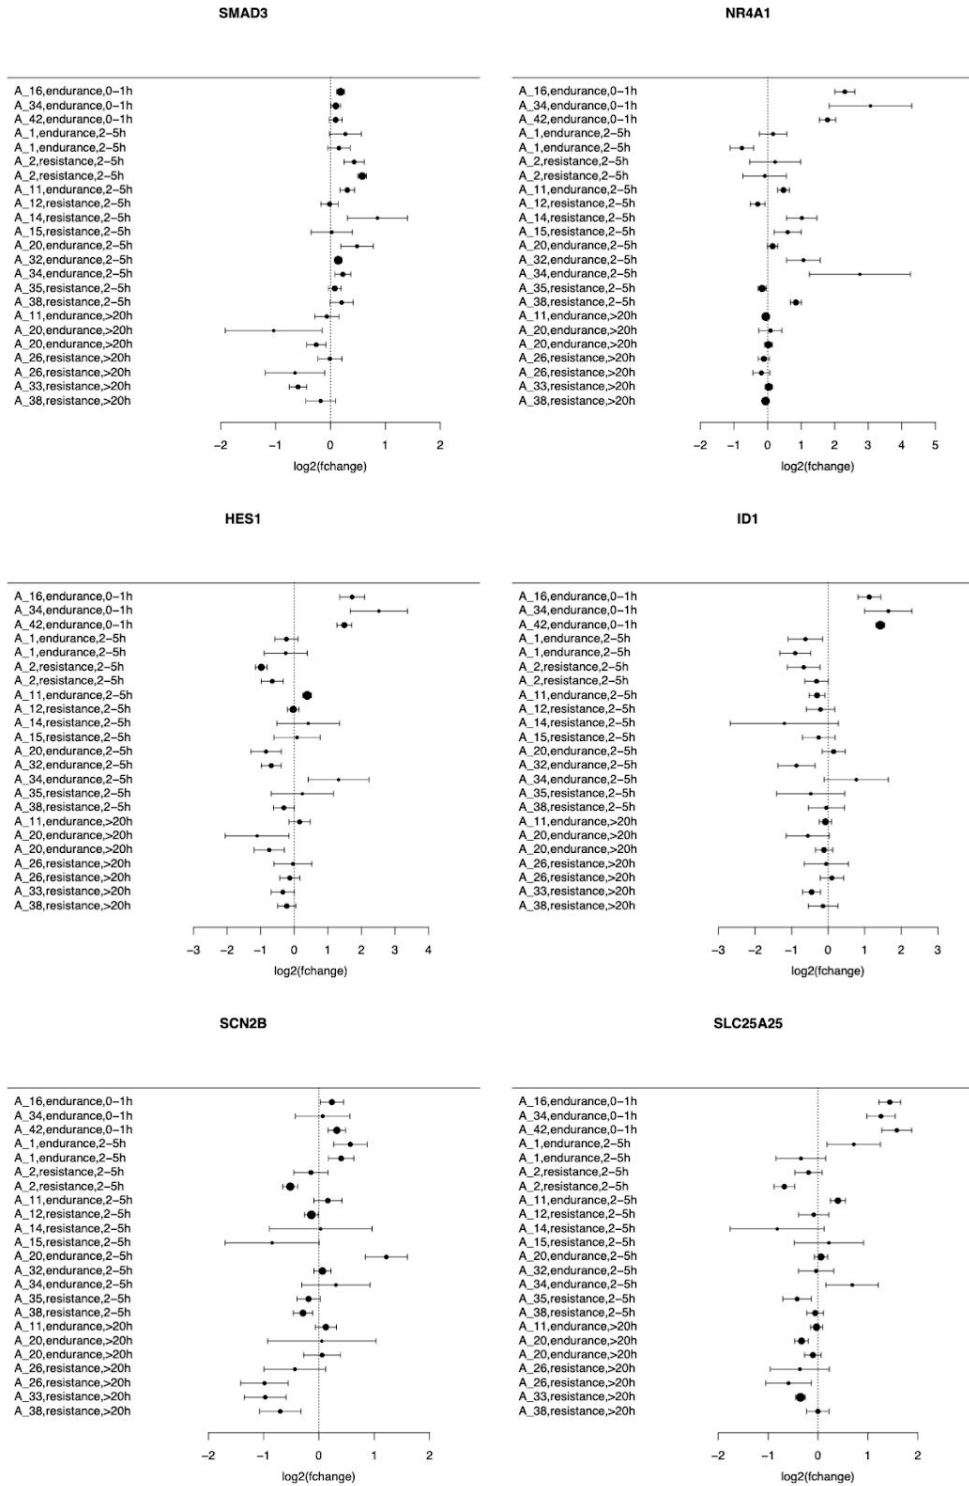 SMAD3
A_16,endurance,0−1h
A_34,endurance,0−1h
A_42,endurance,0−1h
A_1,endurance,2−5h
A_1,endurance,2−5h
A_2,resistance,2−5h
A_2,resistance,2−5h
A_11,endurance,2−5h
A_12,resistance,2−5h
A_14,resistance,2−5h
A_15,resistance,2−5h
A_20,endurance,2−5h
A_32,endurance,2−5h
A_34,endurance,2−5h
A_35,resistance,2−5h
A_38,resistance,2−5h
A_11,endurance,>20h
A_20,endurance,>20h
A_20,endurance,>20h
A_26,resistance,>20h
A_26,resistance,>20h
A_33,resistance,>20h
A_38,resistance,>20h
−2 −1 0 1 2
log2(fchange)
NR4A1
A_16,endurance,0−1h
A_34,endurance,0−1h
A_42,endurance,0−1h
A_1,endurance,2−5h
A_1,endurance,2−5h
A_2,resistance,2−5h
A_2,resistance,2−5h
A_11,endurance,2−5h
A_12,resistance,2−5h
A_14,resistance,2−5h
A_15,resistance,2−5h
A_20,endurance,2−5h
A_32,endurance,2−5h
A_34,endurance,2−5h
A_35,resistance,2−5h
A_38,resistance,2−5h
A_11,endurance,>20h
A_20,endurance,>20h
A_20,endurance,>20h
A_26,resistance,>20h
A_26,resistance,>20h
A_33,resistance,>20h
A_38,resistance,>20h
−2 −1 0 1 2 3 4 5
log2(fchange)
HES1
A_16,endurance,0−1h
A_34,endurance,0−1h
A_42,endurance,0−1h
A_1,endurance,2−5h
A_1,endurance,2−5h
A_2,resistance,2−5h
A_2,resistance,2−5h
A_11,endurance,2−5h
A_12,resistance,2−5h
A_14,resistance,2−5h
A_15,resistance,2−5h
A_20,endurance,2−5h
A_32,endurance,2−5h
A_34,endurance,2−5h
A_35,resistance,2−5h
A_38,resistance,2−5h
A_11,endurance,>20h
A_20,endurance,>20h
A_20,endurance,>20h
A_26,resistance,>20h
A_26,resistance,>20h
A_33,resistance,>20h
A_38,resistance,>20h
−3 −2 −1 0 1 2 3 4
log2(fchange)
ID1
A_16,endurance,0−1h
A_34,endurance,0−1h
A_42,endurance,0−1h
A_1,endurance,2−5h
A_1,endurance,2−5h
A_2,resistance,2−5h
A_2,resistance,2−5h
A_11,endurance,2−5h
A_12,resistance,2−5h
A_14,resistance,2−5h
A_15,resistance,2−5h
A_20,endurance,2−5h
A_32,endurance,2−5h
A_34,endurance,2−5h
A_35,resistance,2−5h
A_38,resistance,2−5h
A_11,endurance,>20h
A_20,endurance,>20h
A_20,endurance,>20h
A_26,resistance,>20h
A_26,resistance,>20h
A_33,resistance,>20h
A_38,resistance,>20h
−3 −2 −1 0 1 2 3
log2(fchange)
SCN2B
A_16,endurance,0−1h
A_34,endurance,0−1h
A_42,endurance,0−1h
A_1,endurance,2−5h
A_1,endurance,2−5h
A_2,resistance,2−5h
A_2,resistance,2−5h
A_11,endurance,2−5h
A_12,resistance,2−5h
A_14,resistance,2−5h
A_15,resistance,2−5h
A_20,endurance,2−5h
A_32,endurance,2−5h
A_34,endurance,2−5h
A_35,resistance,2−5h
A_38,resistance,2−5h
A_11,endurance,>20h
A_20,endurance,>20h
A_20,endurance,>20h
A_26,resistance,>20h
A_26,resistance,>20h
A_33,resistance,>20h
A_38,resistance,>20h
−2 −1 0 1 2
log2(fchange)
SLC25A25
A_16,endurance,0−1h
A_34,endurance,0−1h
A_42,endurance,0−1h
A_1,endurance,2−5h
A_1,endurance,2−5h
A_2,resistance,2−5h
A_2,resistance,2−5h
A_11,endurance,2−5h
A_12,resistance,2−5h
A_14,resistance,2−5h
A_15,resistance,2−5h
A_20,endurance,2−5h
A_32,endurance,2−5h
A_34,endurance,2−5h
A_35,resistance,2−5h
A_38,resistance,2−5h
A_11,endurance,>20h
A_20,endurance,>20h
A_20,endurance,>20h
A_26,resistance,>20h
A_26,resistance,>20h
A_33,resistance,>20h
A_38,resistance,>20h
−2 −1 0 1 2
log2(fchange)